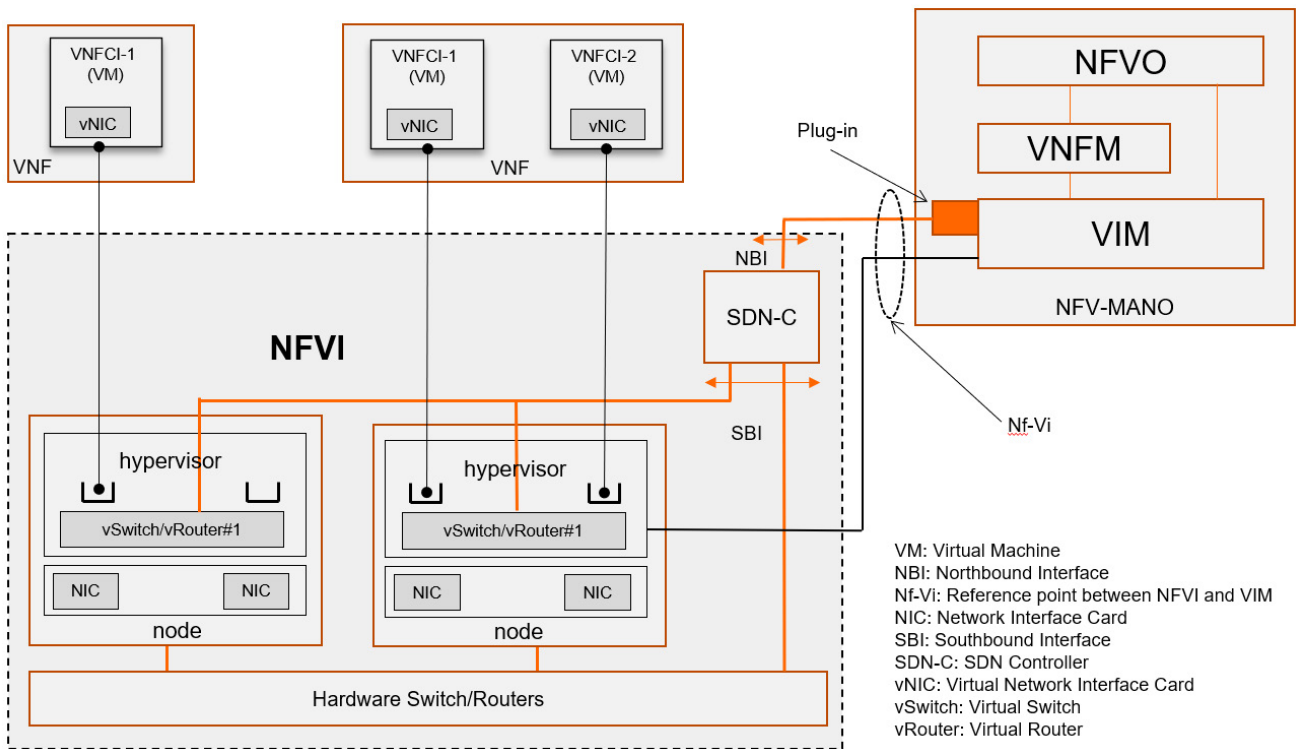 VNFCI-1
(VM)
vNIC
VNF
VNFCI-1
(VM)
vNIC
VNFCI-2
(VM)
vNIC
VNF
NFVO
VNFM
VIM
NFV-MANO
Plug-in
Nf-Vi
NBI
SDN-C
SBI
NFVI
hypervisor
vSwitch/vRouter#1
NIC
NIC
node
hypervisor
vSwitch/vRouter#1
NIC
NIC
node
Hardware Switch/Routers
VM: Virtual Machine
NBI: Northbound Interface
Nf-Vi: Reference point between NFVI and VIM
NIC: Network Interface Card
SBI: Southbound Interface
SDN-C: SDN Controller
vNIC: Virtual Network Interface Card
vSwitch: Virtual Switch
vRouter: Virtual Router